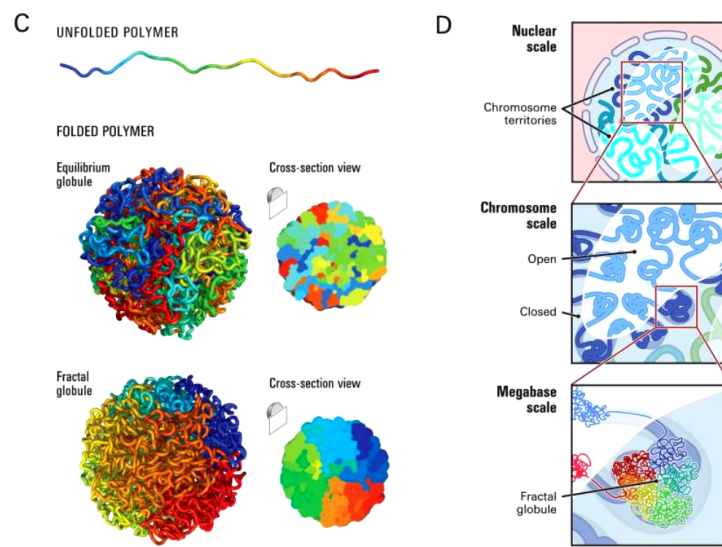 C
UNFOLDED POLYMER
FOLDED POLYMER
Equilibrium
globule
Cross-section view
Fractal
globule
Cross-section view
D
Nuclear
scale
Chromosome
territories
Chromosome
scale
Open
Closed
Megabase
scale
Fractal
globule